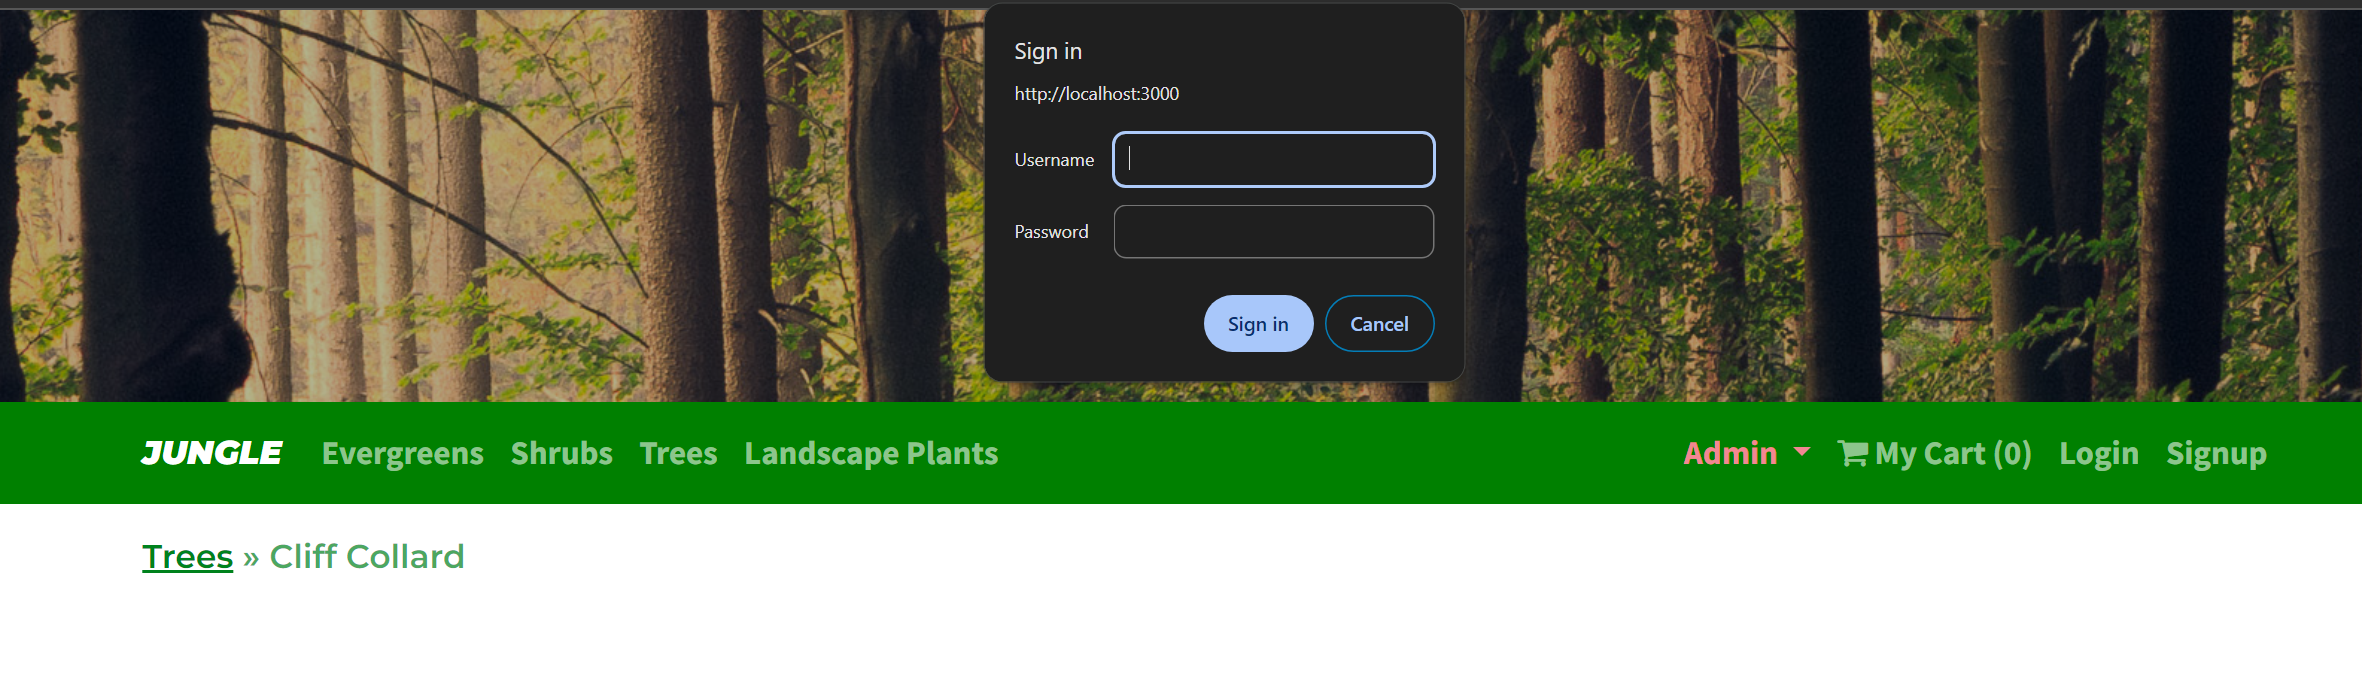 Sign in
http://localhost:3000
Username
Password
Sign in Cancel
JUNGLE Evergreens Shrubs Trees Landscape Plants Admin My Cart (0) Login Signup
Trees » Cliff Collard